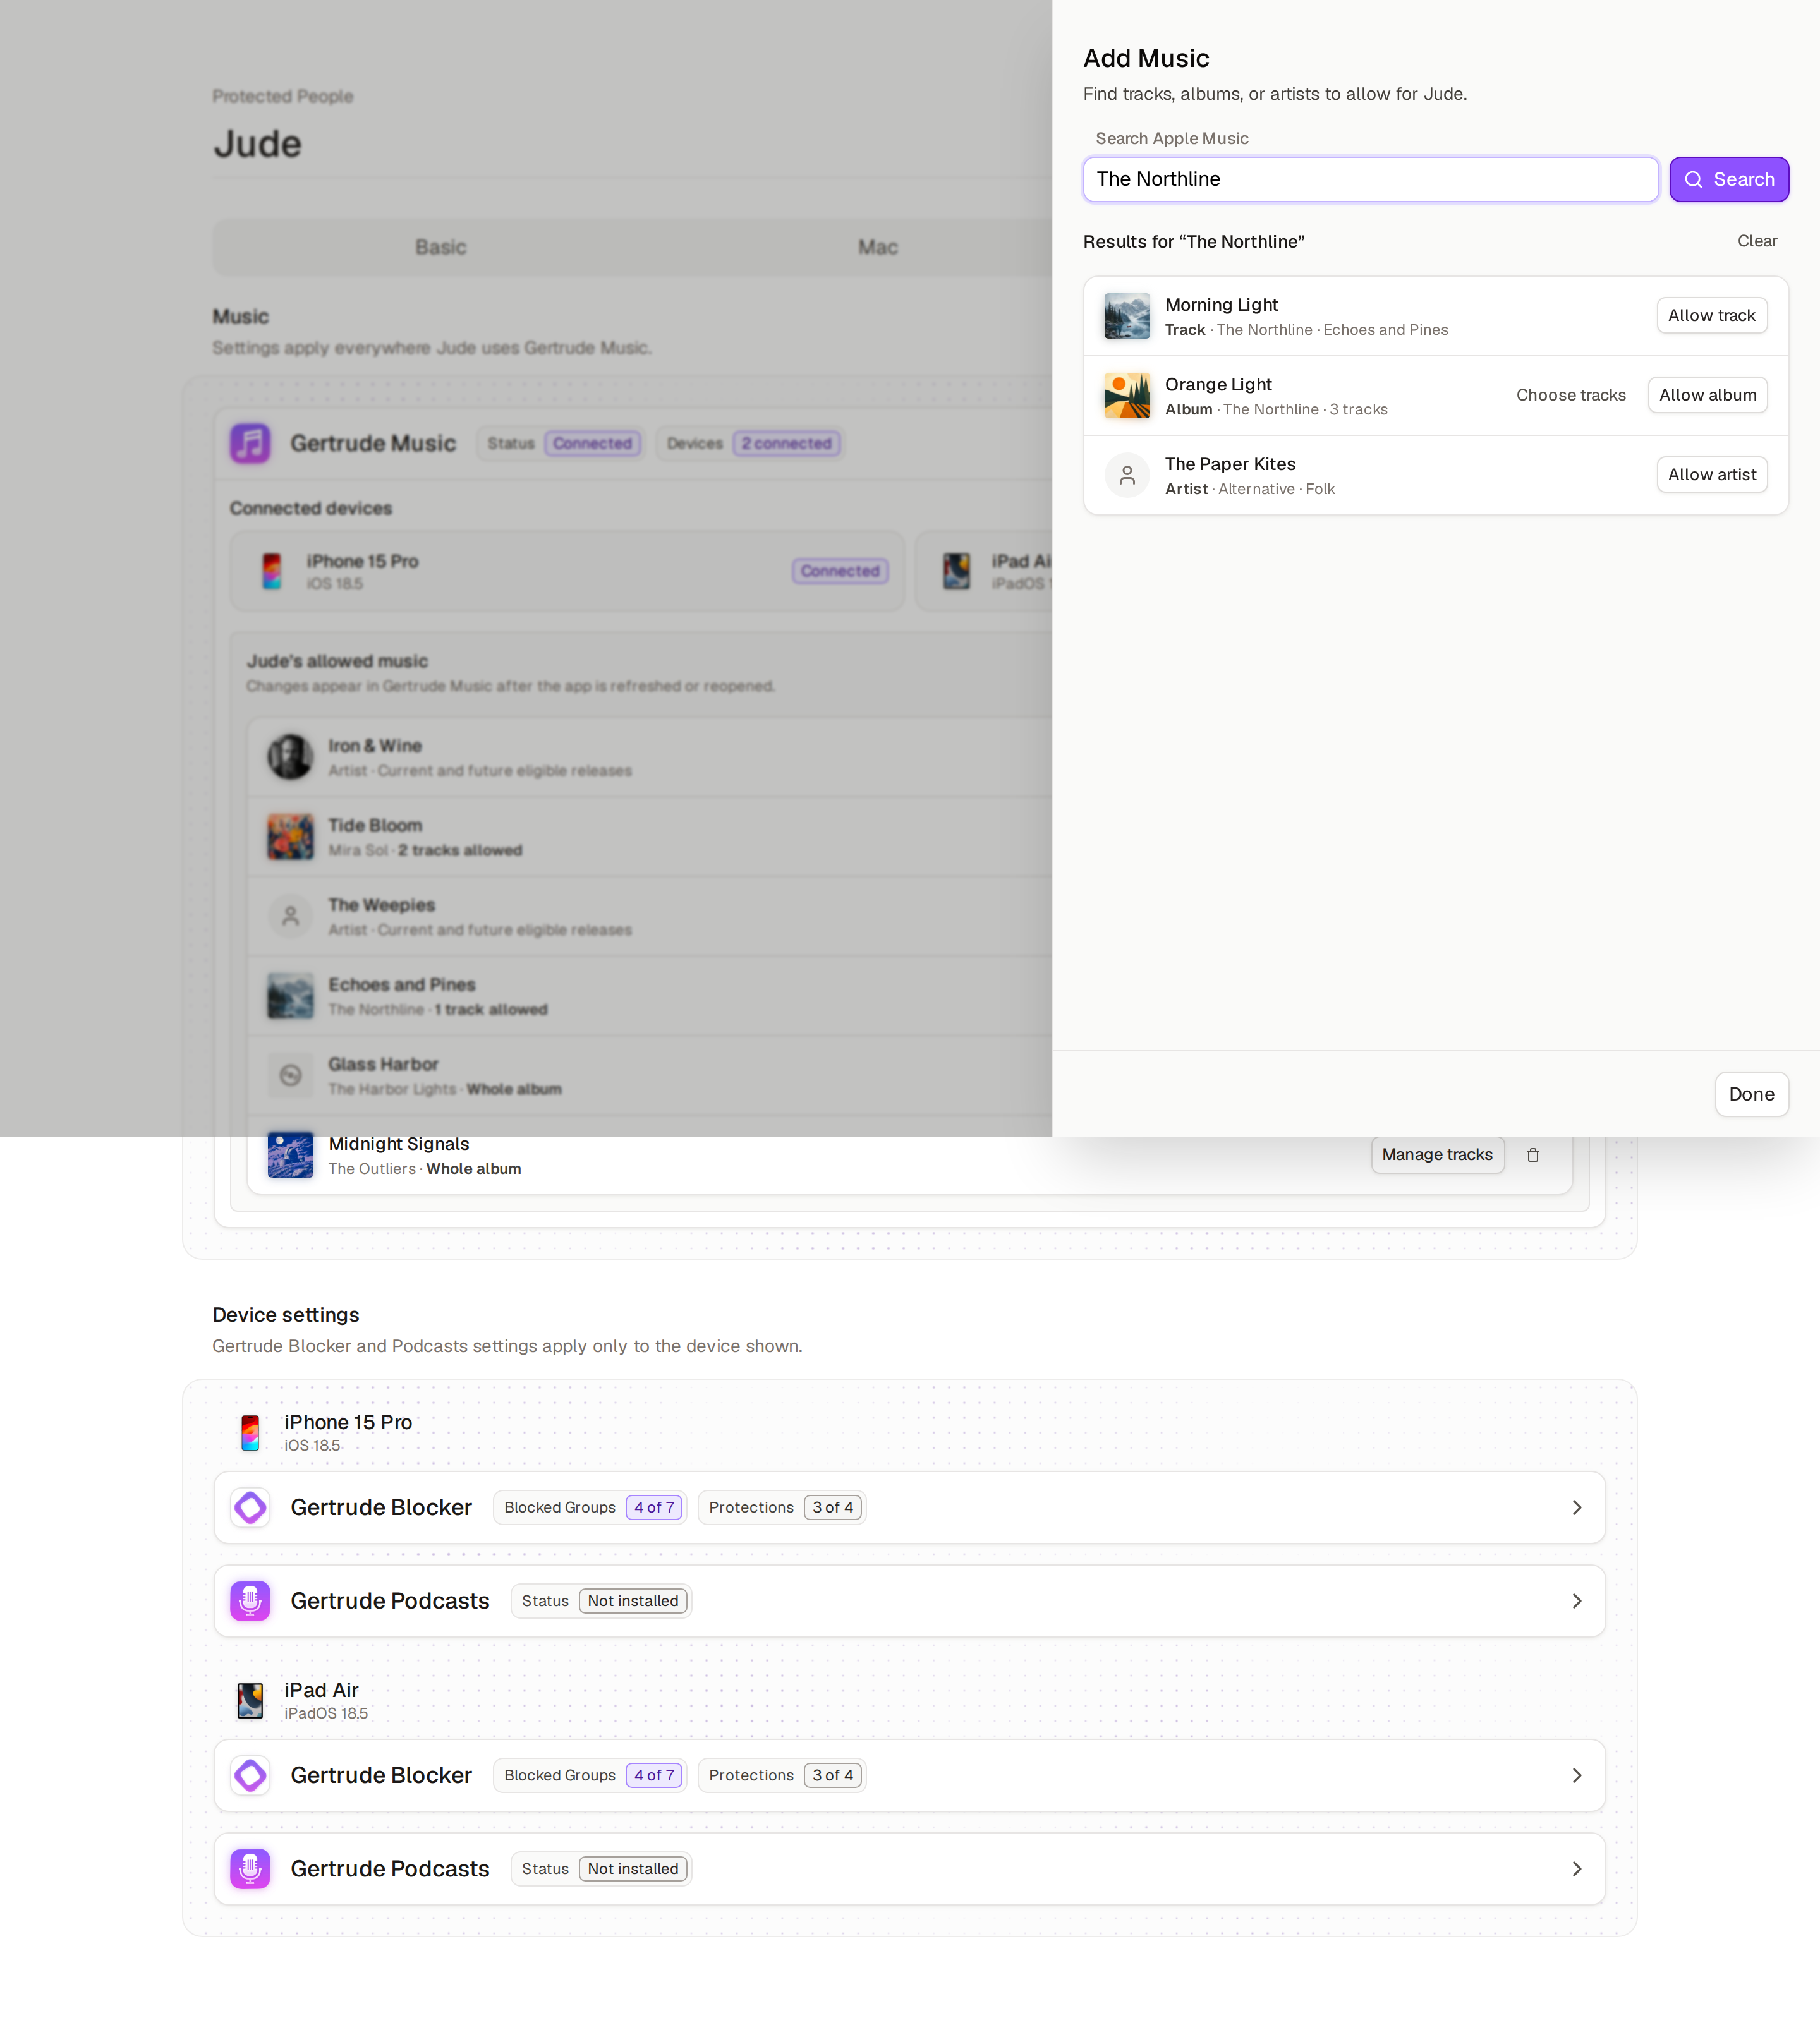 Protected People
Jude
Basic
Mac
Music
Settings apply everywhere Jude uses Gertrude Music.
Gertrude Music
Status Connected
Devices 2 connected
Connected devices
iPhone 15 Pro
iOS 18.5
Connected
iPad Ai
iPadOS 1
Jude's allowed music
Changes appear in Gertrude Music after the app is refreshed or reopened.
Iron & Wine
Artist · Current and future eligible releases
Tide Bloom
Mira Sol · 2 tracks allowed
The Weepies
Artist · Current and future eligible releases
Echoes and Pines
The Northline · 1 track allowed
Glass Harbor
The Harbor Lights · Whole album
Midnight Signals
The Outliers · Whole album
Manage tracks
Add Music
Find tracks, albums, or artists to allow for Jude.
Search Apple Music
The Northline
Search
Results for “The Northline”
Clear
Morning Light
Track · The Northline · Echoes and Pines
Allow track
Orange Light
Album · The Northline · 3 tracks
Choose tracks
Allow album
The Paper Kites
Artist · Alternative · Folk
Allow artist
Done
Device settings
Gertrude Blocker and Podcasts settings apply only to the device shown.
iPhone 15 Pro
iOS 18.5
Gertrude Blocker
Blocked Groups 4 of 7
Protections 3 of 4
Gertrude Podcasts
Status Not installed
iPad Air
iPadOS 18.5
Gertrude Blocker
Blocked Groups 4 of 7
Protections 3 of 4
Gertrude Podcasts
Status Not installed